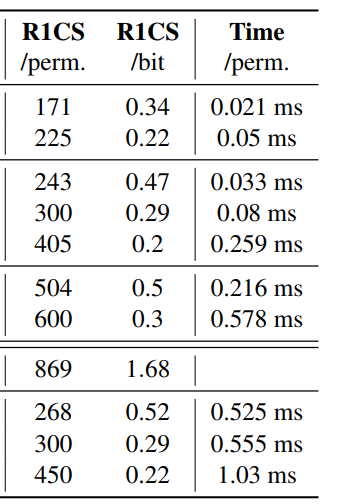 R1CS R1CS Time
/perm. /bit /perm.
171 0.34 0.021 ms
225 0.22 0.05 ms
243 0.47 0.033 ms
300 0.29 0.08 ms
405 0.2 0.259 ms
504 0.5 0.216 ms
600 0.3 0.578 ms
869 1.68
268 0.52 0.525 ms
300 0.29 0.555 ms
450 0.22 1.03 ms